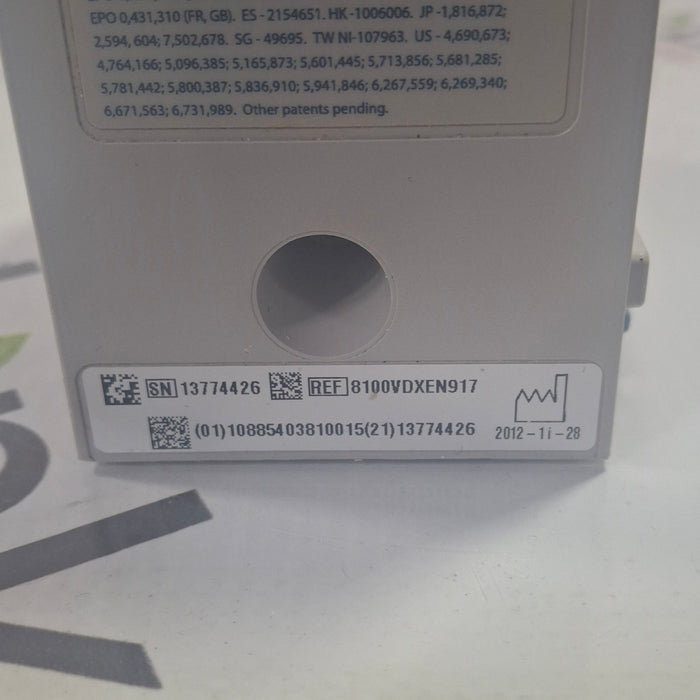 EPO 0,431,310 (FR, GB). ES - 2154651. HK -1006006. JP -1,816,872;
2,594, 604; 7,502,678. SG - 49695. TW NI-107963. US - 4,690,673;
4,764,166; 5,096,385; 5,165,873; 5,601,445; 5,713,856; 5,681,285;
5,781,442; 5,800,387; 5,836,910; 5,941,846; 6,267,559; 6,269,340;
6,671,563; 6,731,989. Other patents pending.
SN 13774426 REF 8100VDXEN917
(01)10885403810015(21)13774426
2012-1i-28